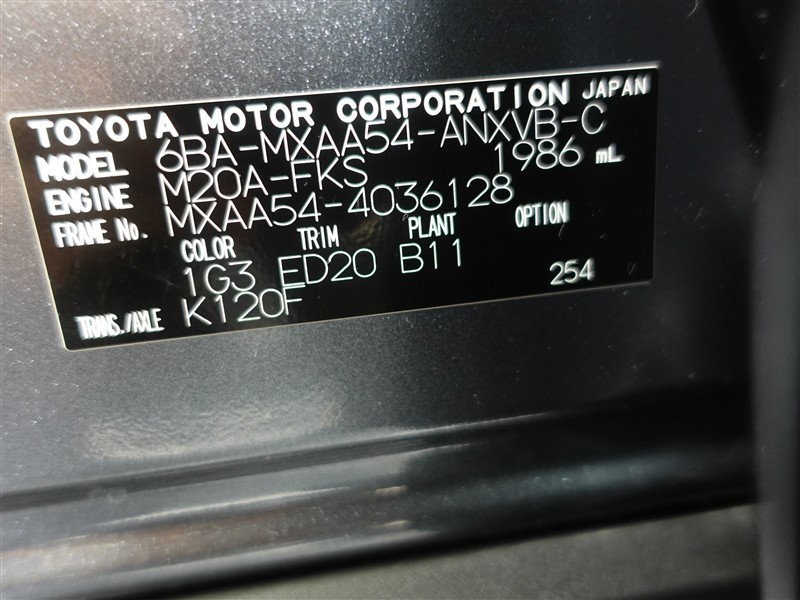 TOYOTA MOTOR CORPORATION JAPAN
MODEL 6BA-MXAA54-ANXVB-C
ENGINE M20A-FKS 1986 mL
FRAME No. MXAA54-4036128
COLOR TRIM PLANT OPTION
1G3 ED20 B11 254
TRANS./AXLE K120F